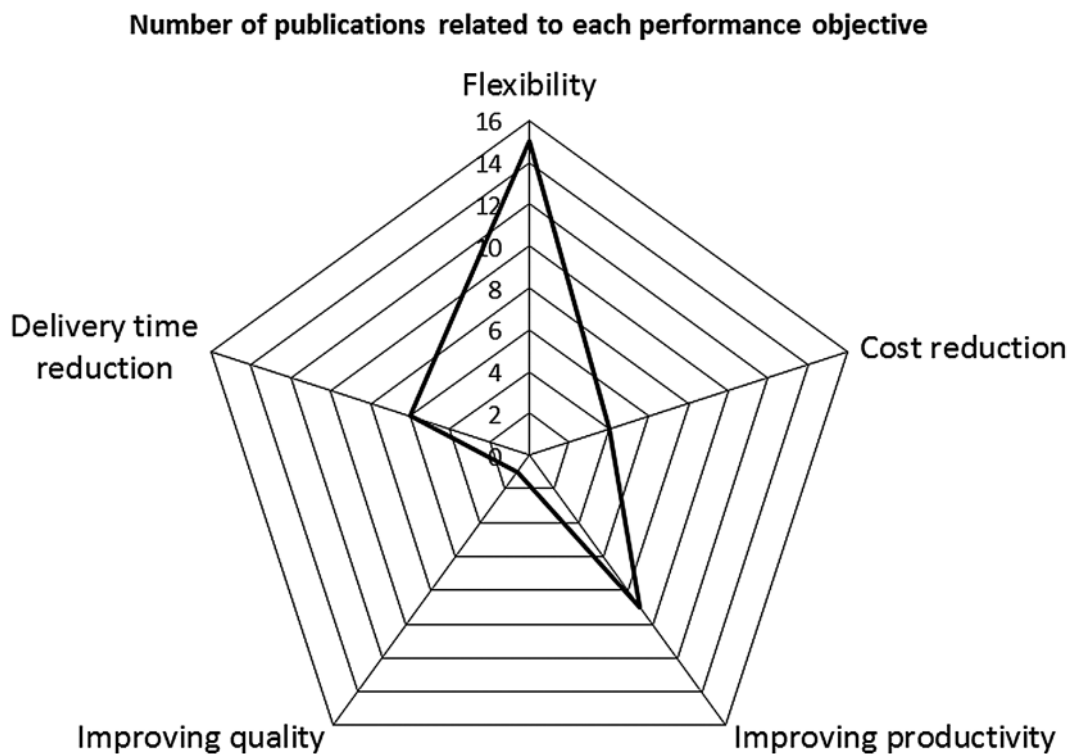 Number of publications related to each performance objective
Flexibility
16
14
12
10
8
6
4
2
0
Delivery time
reduction
Cost reduction
Improving quality
Improving productivity